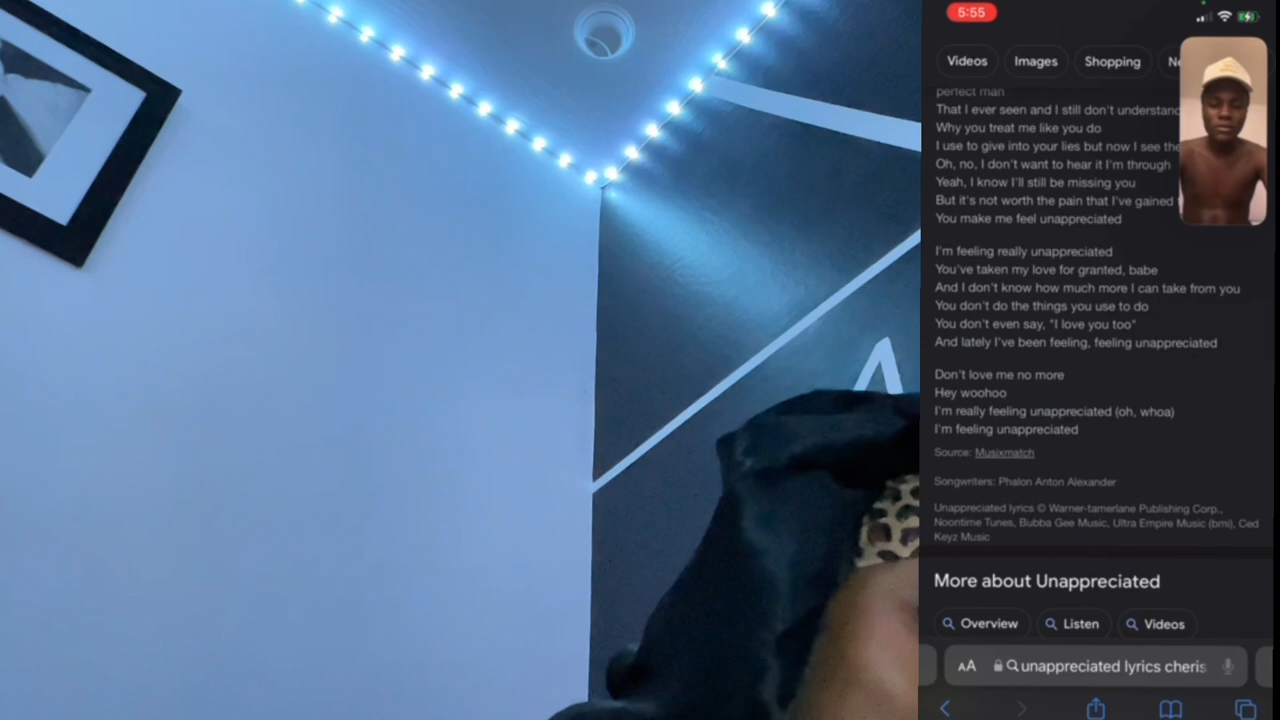 5:55
Videos
Images
Shopping
perfect man
That I ever seen and I still don't understand
Why you treat me like you do
I use to give into your lies but now I see the
Oh, no, I don't want to hear it I'm through
Yeah, I know I'll still be missing you
But it's not worth the pain that I've gained
You make me feel unappreciated
I'm feeling really unappreciated
You've taken my love for granted, babe
And I don't know how much more I can take from you
You don't do the things you use to do
You don't even say, "I love you too"
And lately I've been feeling, feeling unappreciated
Don't love me no more
Hey woohoo
I'm really feeling unappreciated (oh, whoa)
I'm feeling unappreciated
Source: Musixmatch
Songwriters: Phalon Anton Alexander
Unappreciated lyrics © Warner-tamerlane Publishing Corp.,
Noontime Tunes, Bubba Gee Music, Ultra Empire Music (bmi), Ced
Keyz Music
More about Unappreciated
Overview
Listen
Videos
AA
unappreciated lyrics cheris